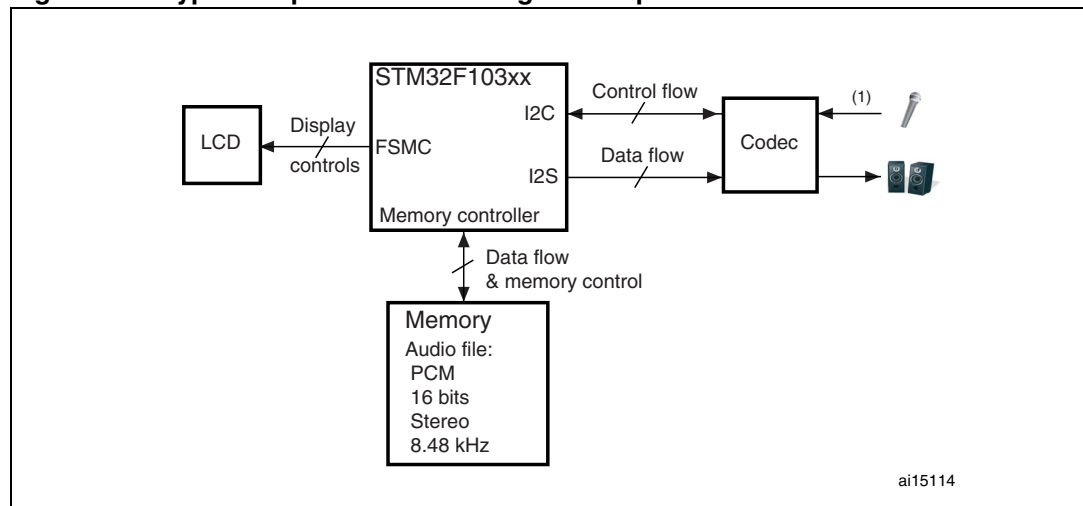 STM32F103xx
LCD
Display
controls
FSMC
I2C
I2S
Memory controller
Control flow
Data flow
Codec
(1)
Data flow
& memory control
Memory
Audio file:
PCM
16 bits
Stereo
8.48 kHz
ai15114